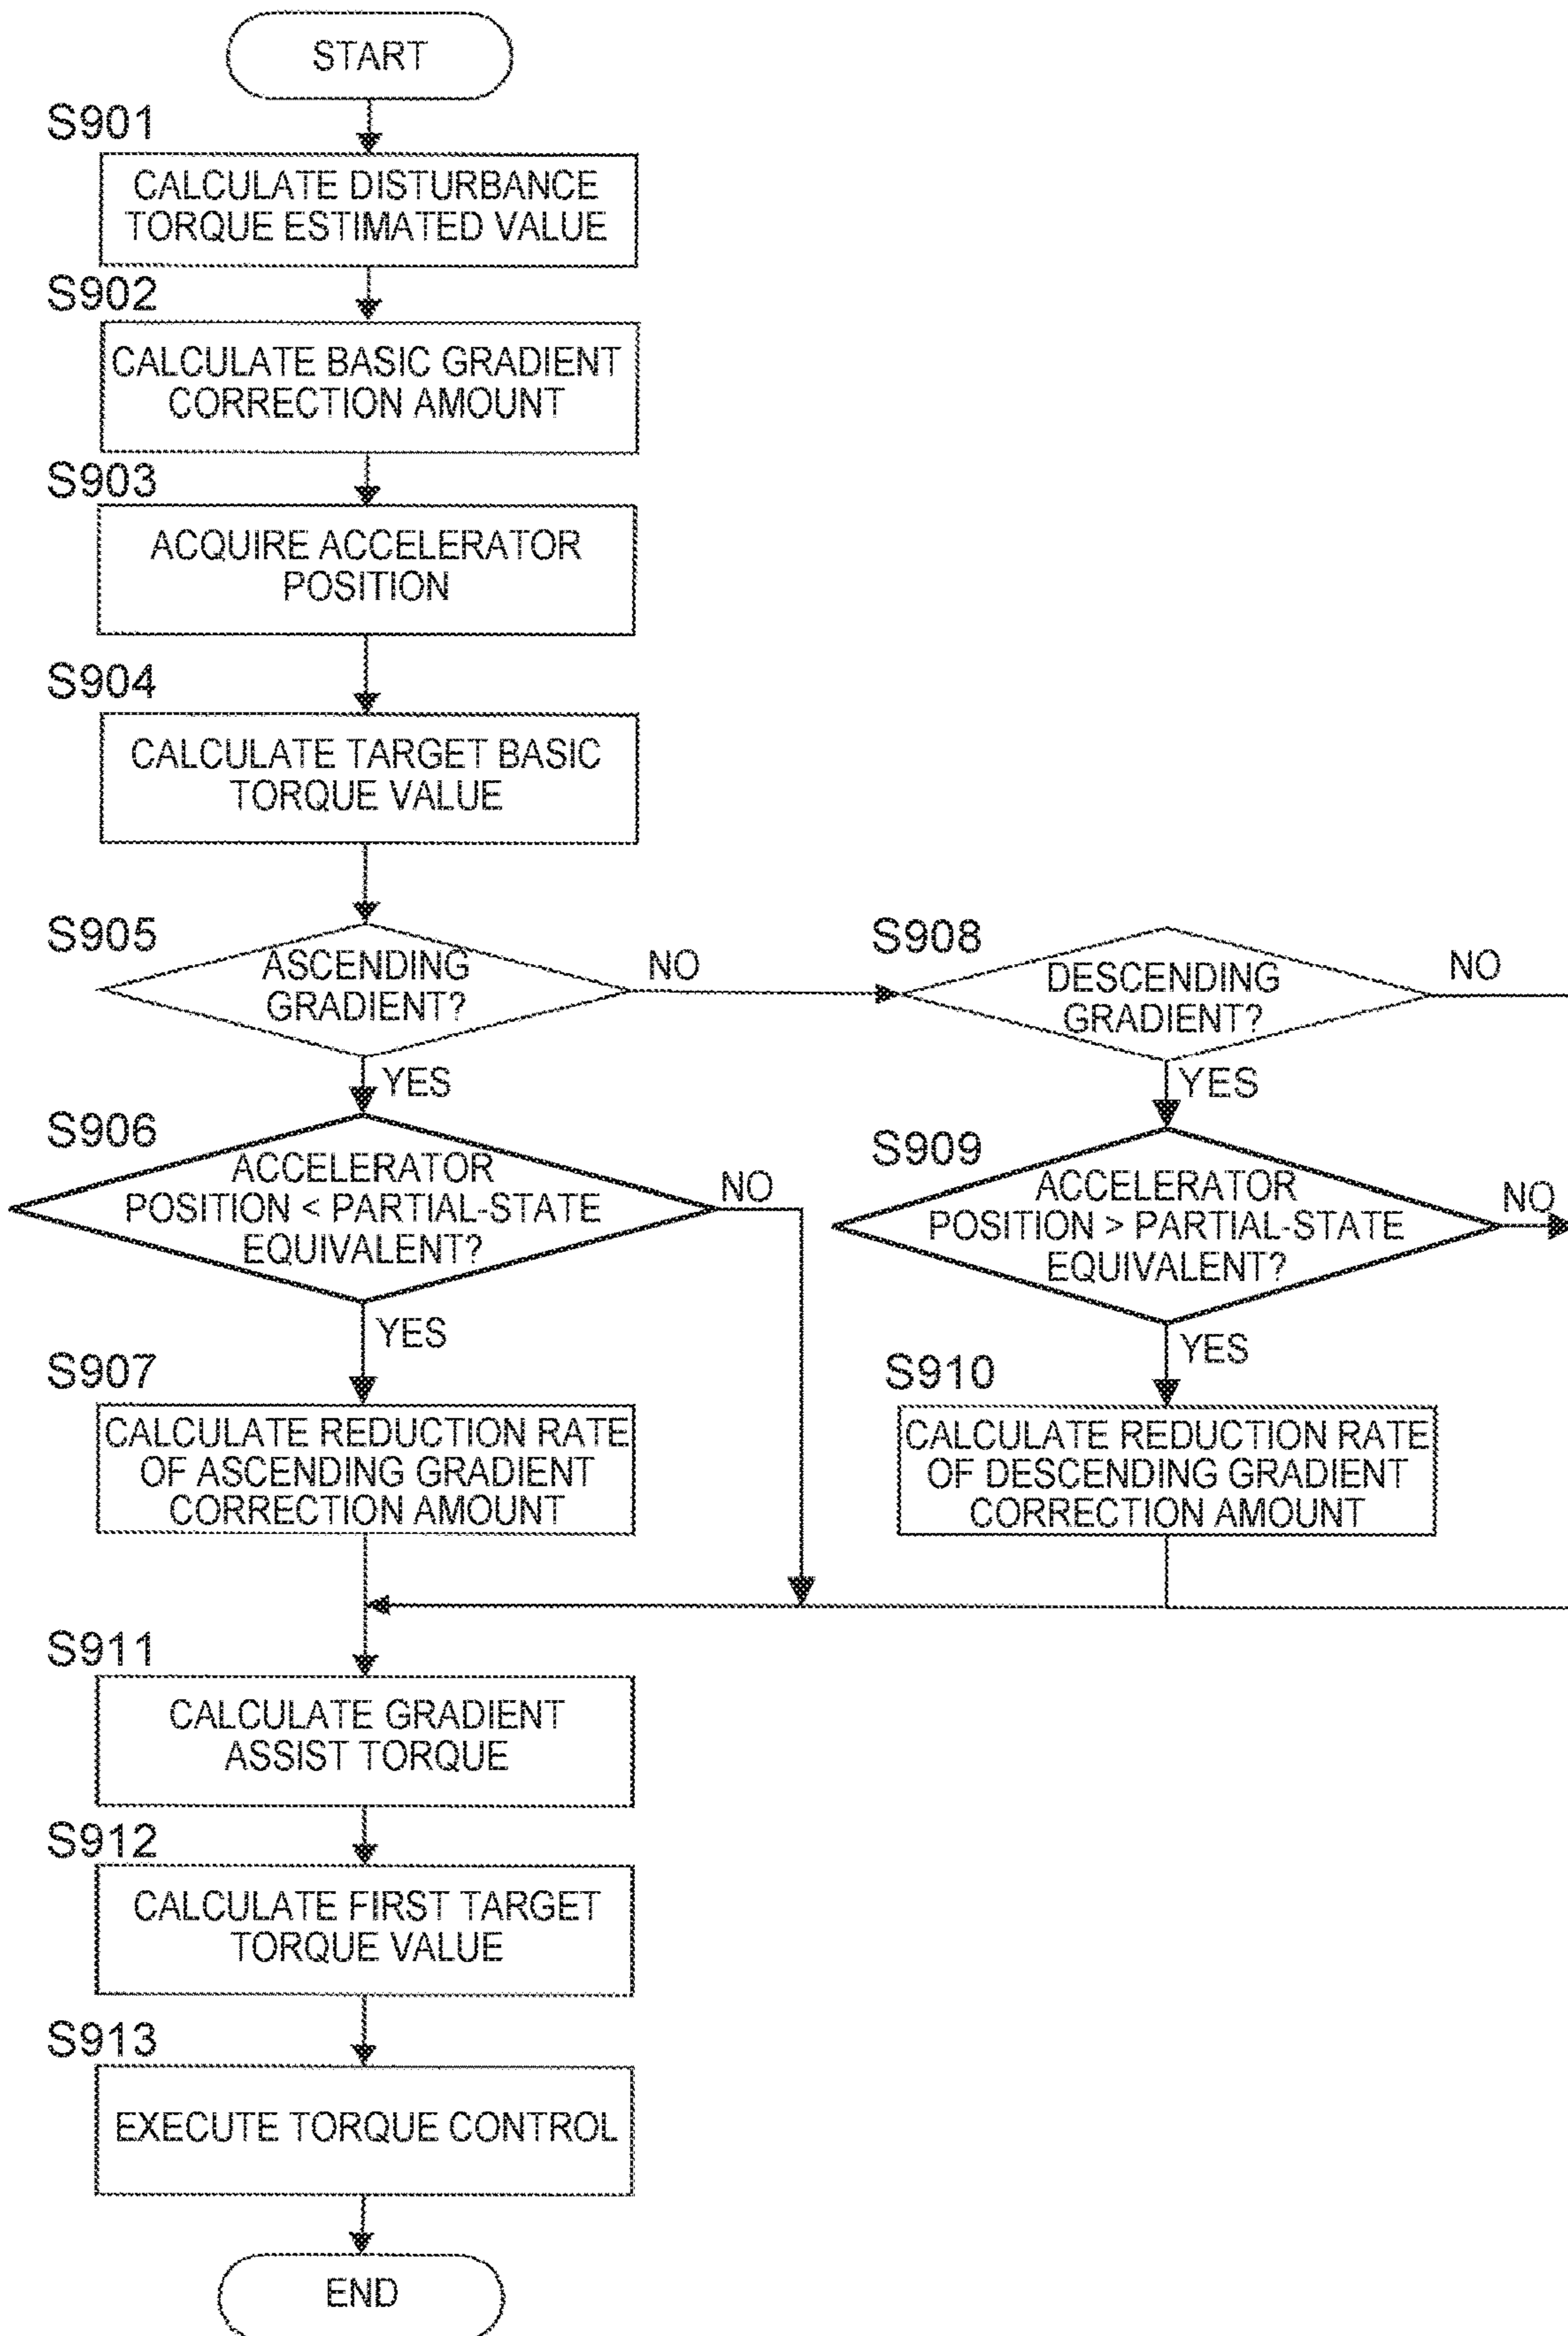 START
S901
CALCULATE DISTURBANCE
TORQUE ESTIMATED VALUE
S902
CALCULATE BASIC GRADIENT
CORRECTION AMOUNT
S903
ACQUIRE ACCELERATOR
POSITION
S904
CALCULATE TARGET BASIC
TORQUE VALUE
S905
ASCENDING
GRADIENT?
NO
YES
S908
DESCENDING
GRADIENT?
NO
YES
S906
ACCELERATOR
POSITION < PARTIAL-STATE
EQUIVALENT?
NO
YES
S909
ACCELERATOR
POSITION > PARTIAL-STATE
EQUIVALENT?
NO
YES
S907
CALCULATE REDUCTION RATE
OF ASCENDING GRADIENT
CORRECTION AMOUNT
S910
CALCULATE REDUCTION RATE
OF DESCENDING GRADIENT
CORRECTION AMOUNT
S911
CALCULATE GRADIENT
ASSIST TORQUE
S912
CALCULATE FIRST TARGET
TORQUE VALUE
S913
EXECUTE TORQUE CONTROL
END